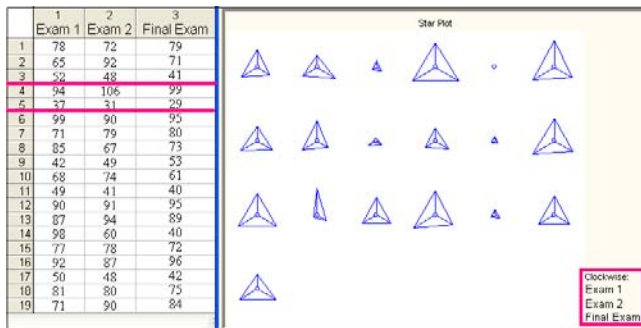 1 2 3
Exam 1 Exam 2 Final Exam
1 78 72 79
2 65 92 71
3 52 48 41
4 94 106 99
5 37 31 29
6 99 90 95
7 71 79 80
8 85 67 73
9 42 49 53
10 68 74 61
11 49 41 40
12 90 91 95
13 87 94 89
14 98 60 40
15 77 78 72
16 92 87 96
17 50 48 42
18 81 80 75
19 71 90 84
Star Plot
Clockwise:
Exam 1
Exam 2
Final Exam